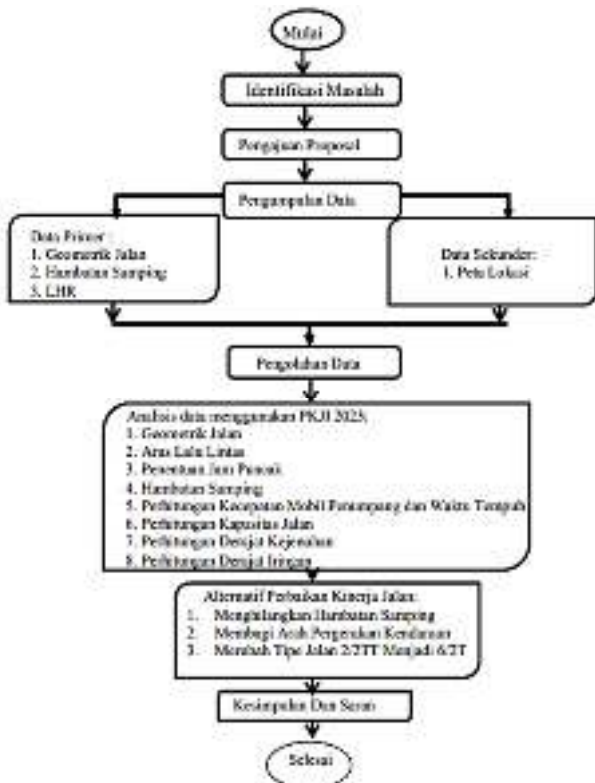 Mulai
Identifikasi Masalah
Pengajuan Proposal
Pengumpulan Data
Data Primer :
1. Geometrik Jalan
2. Hambatan Samping
3. LHR
Data Sekunder:
1. Peta Lokasi
Pengolahan Data
Analisis data menggunakan PKJI 2023;
1. Geometrik Jalan
2. Arus Lalu Lintas
3. Penentuan Jam Puncak
4. Hambatan Samping
5. Perhitungan Kecepatan Mobil Penumpang dan Waktu Tempuh
6. Perhitungan Kapasitas Jalan
7. Perhitungan Derajat Kejenuhan
8. Perhitungan Derajat Iringan
Alternatif Perbaikan Kinerja Jalan:
1. Menghilangkan Hambatan Samping
2. Membagi Arah Pergerakan Kendaraan
3. Merubah Tipe Jalan 2/2TT Menjadi 6/2T
Kesimpulan Dan Saran
Selesai